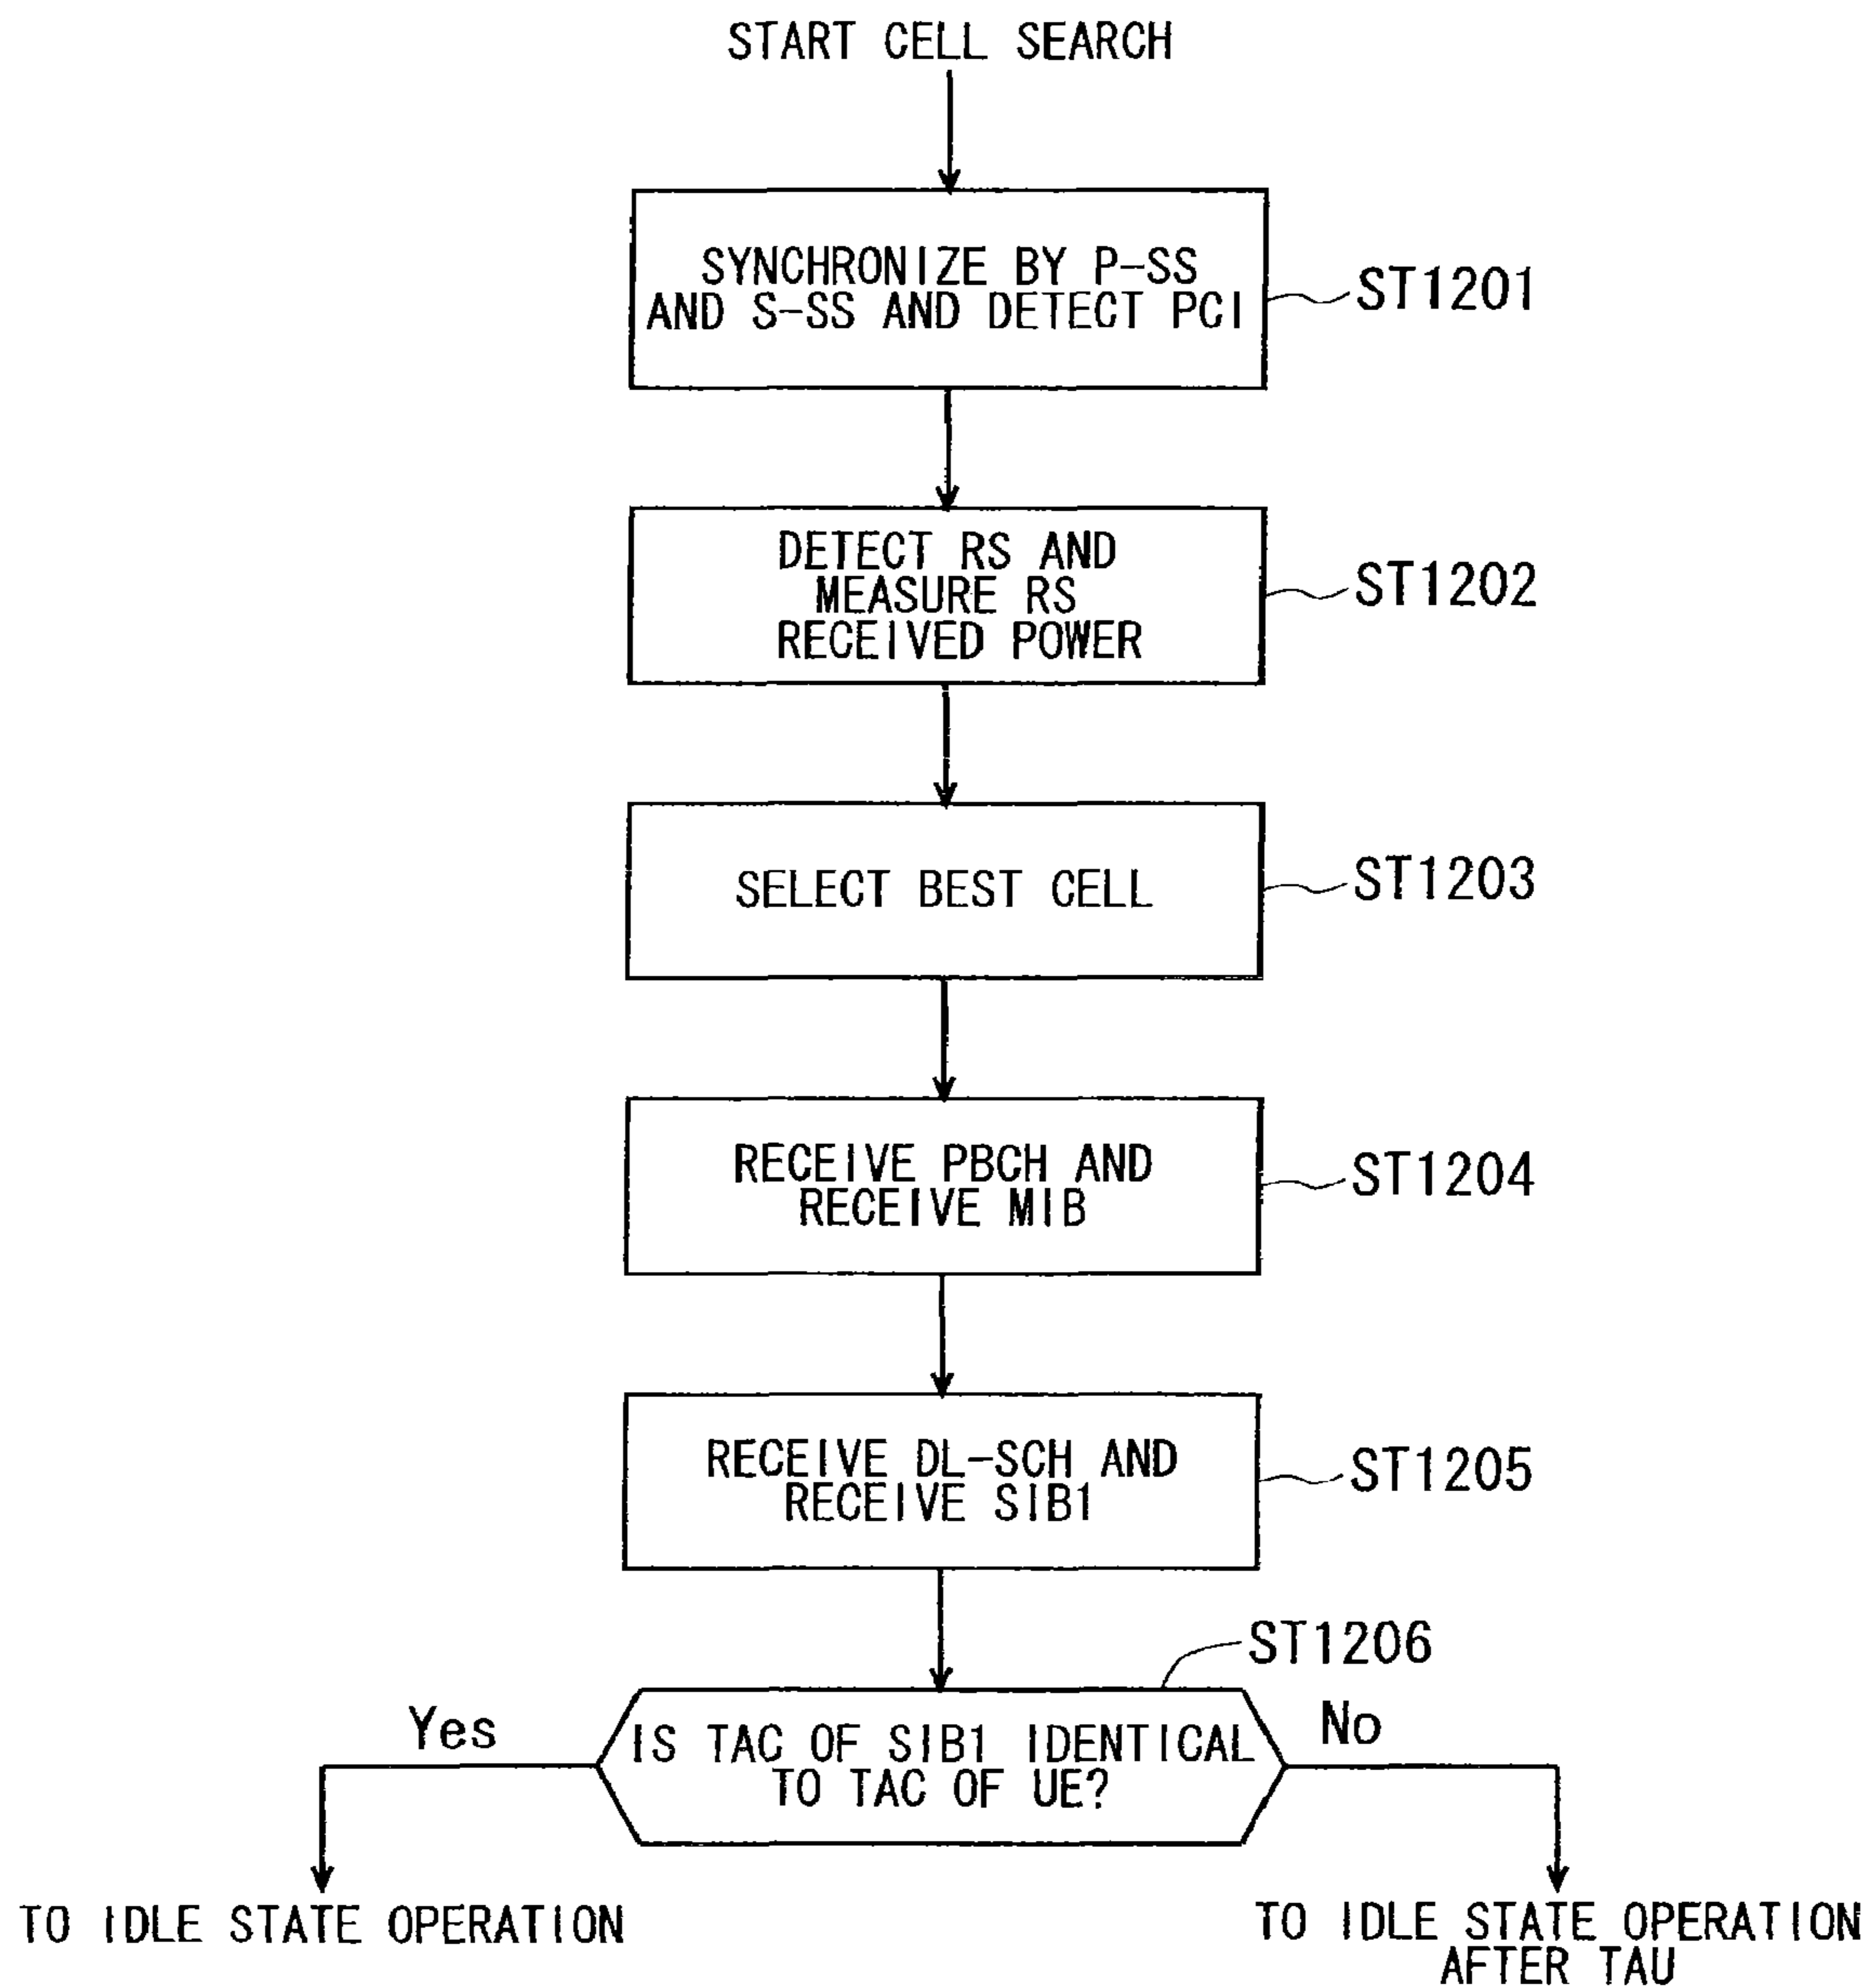 START CELL SEARCH
SYNCHRONIZE BY P-SS
AND S-SS AND DETECT PCI
ST1201
DETECT RS AND
MEASURE RS
RECEIVED POWER
ST1202
SELECT BEST CELL
ST1203
RECEIVE PBCH AND
RECEIVE MIB
ST1204
RECEIVE DL-SCH AND
RECEIVE SIB1
ST1205
ST1206
Yes
IS TAC OF SIB1 IDENTICAL
TO TAC OF UE?
No
TO IDLE STATE OPERATION
TO IDLE STATE OPERATION
AFTER TAU